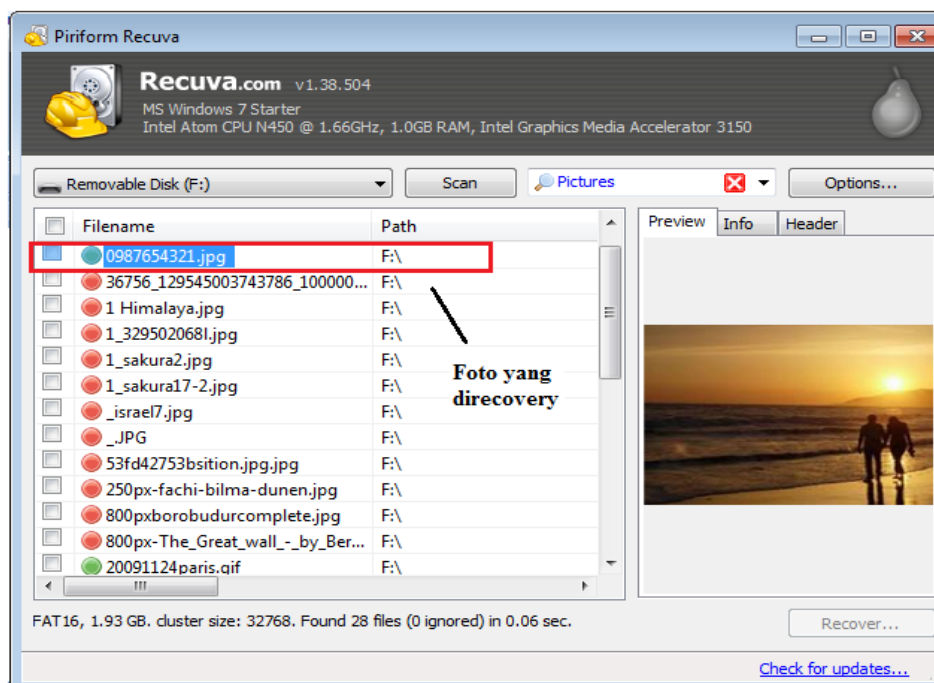 Piriform Recuva
Recuva.com v1.38.504
MS Windows 7 Starter
Intel Atom CPU N450 @ 1.66GHz, 1.0GB RAM, Intel Graphics Media Accelerator 3150
Removable Disk (F:) Scan Pictures Options...
Filename Path
0987654321.jpg F:\
36756_129545003743786_100000... F:\
1 Himalaya.jpg F:\
1_329502068l.jpg F:\
1_sakura2.jpg F:\
1_sakura17-2.jpg F:\
_israel7.jpg F:\
_JPG F:\
53fd42753bsition.jpg.jpg F:\
250px-fachi-bilma-dunen.jpg F:\
800pxborobudurcomplete.jpg F:\
800px-The_Great_wall_-_by_Ber... F:\
20091124paris.gif F:\
Foto yang
direcovery
Preview Info Header
FAT16, 1.93 GB. cluster size: 32768. Found 28 files (0 ignored) in 0.06 sec.
Recover...
Check for updates...